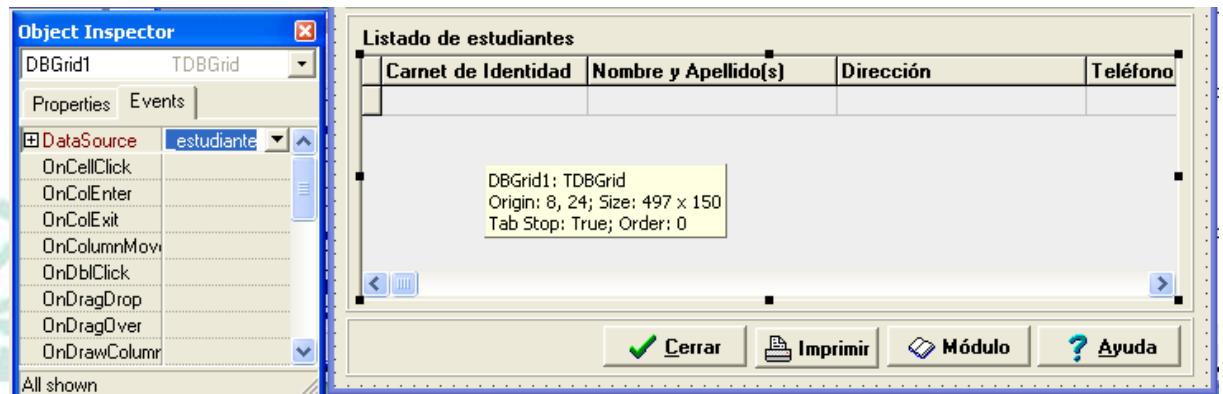 Object Inspector
DBGrid1 TDBGrid
Properties Events
DataSource _estudiante
OnCellClick
OnColEnter
OnColExit
OnColumnMov
OnDblClick
OnDragDrop
OnDragOver
OnDrawColumn
All shown
Listado de estudiantes
Carnet de Identidad Nombre y Apellido(s) Dirección Teléfono
DBGrid1: TDBGrid
Origin: 8, 24; Size: 497 x 150
Tab Stop: True; Order: 0
Cerrar Imprimir Módulo Ayuda